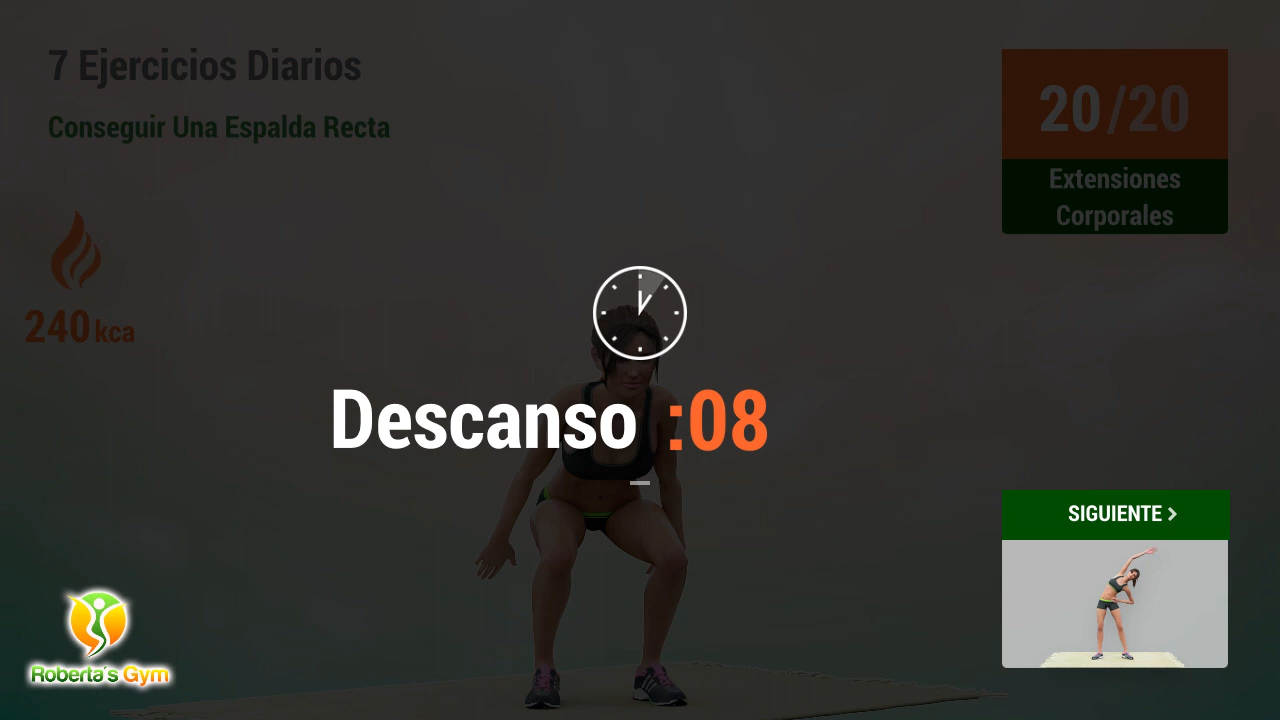 7 Ejercicios Diarios
Conseguir Una Espalda Recta
20/20
Extensiones
Corporales
240 kca
Descanso :08
SIGUIENTE >
Roberta´s Gym